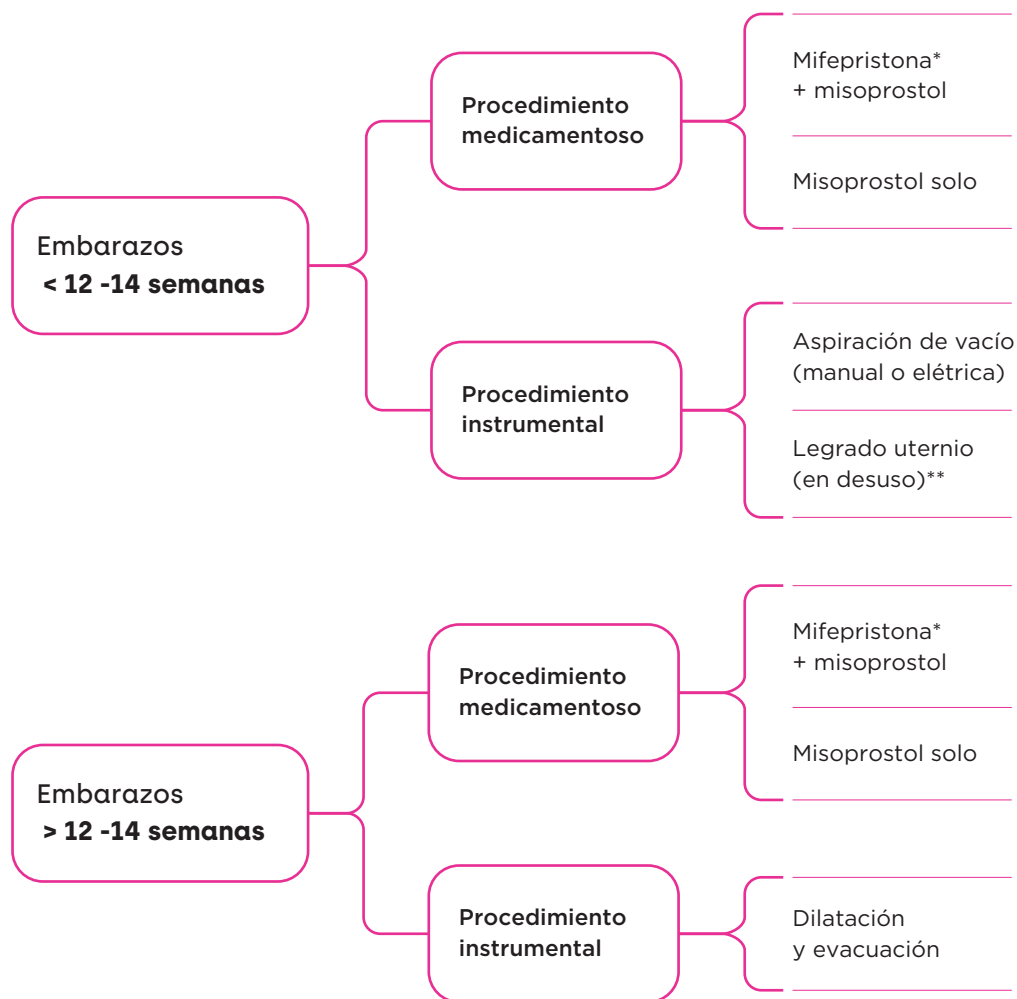 Embarazos
< 12 -14 semanas
Procedimiento
medicamentoso
Mifepristona*
+ misoprostol
Misoprostol solo
Procedimiento
instrumental
Aspiración de vacío
(manual o elétrica)
Legrado uternio
(en desuso)**
Embarazos
> 12 -14 semanas
Procedimiento
medicamentoso
Mifepristona*
+ misoprostol
Misoprostol solo
Procedimiento
instrumental
Dilatación
y evacuación